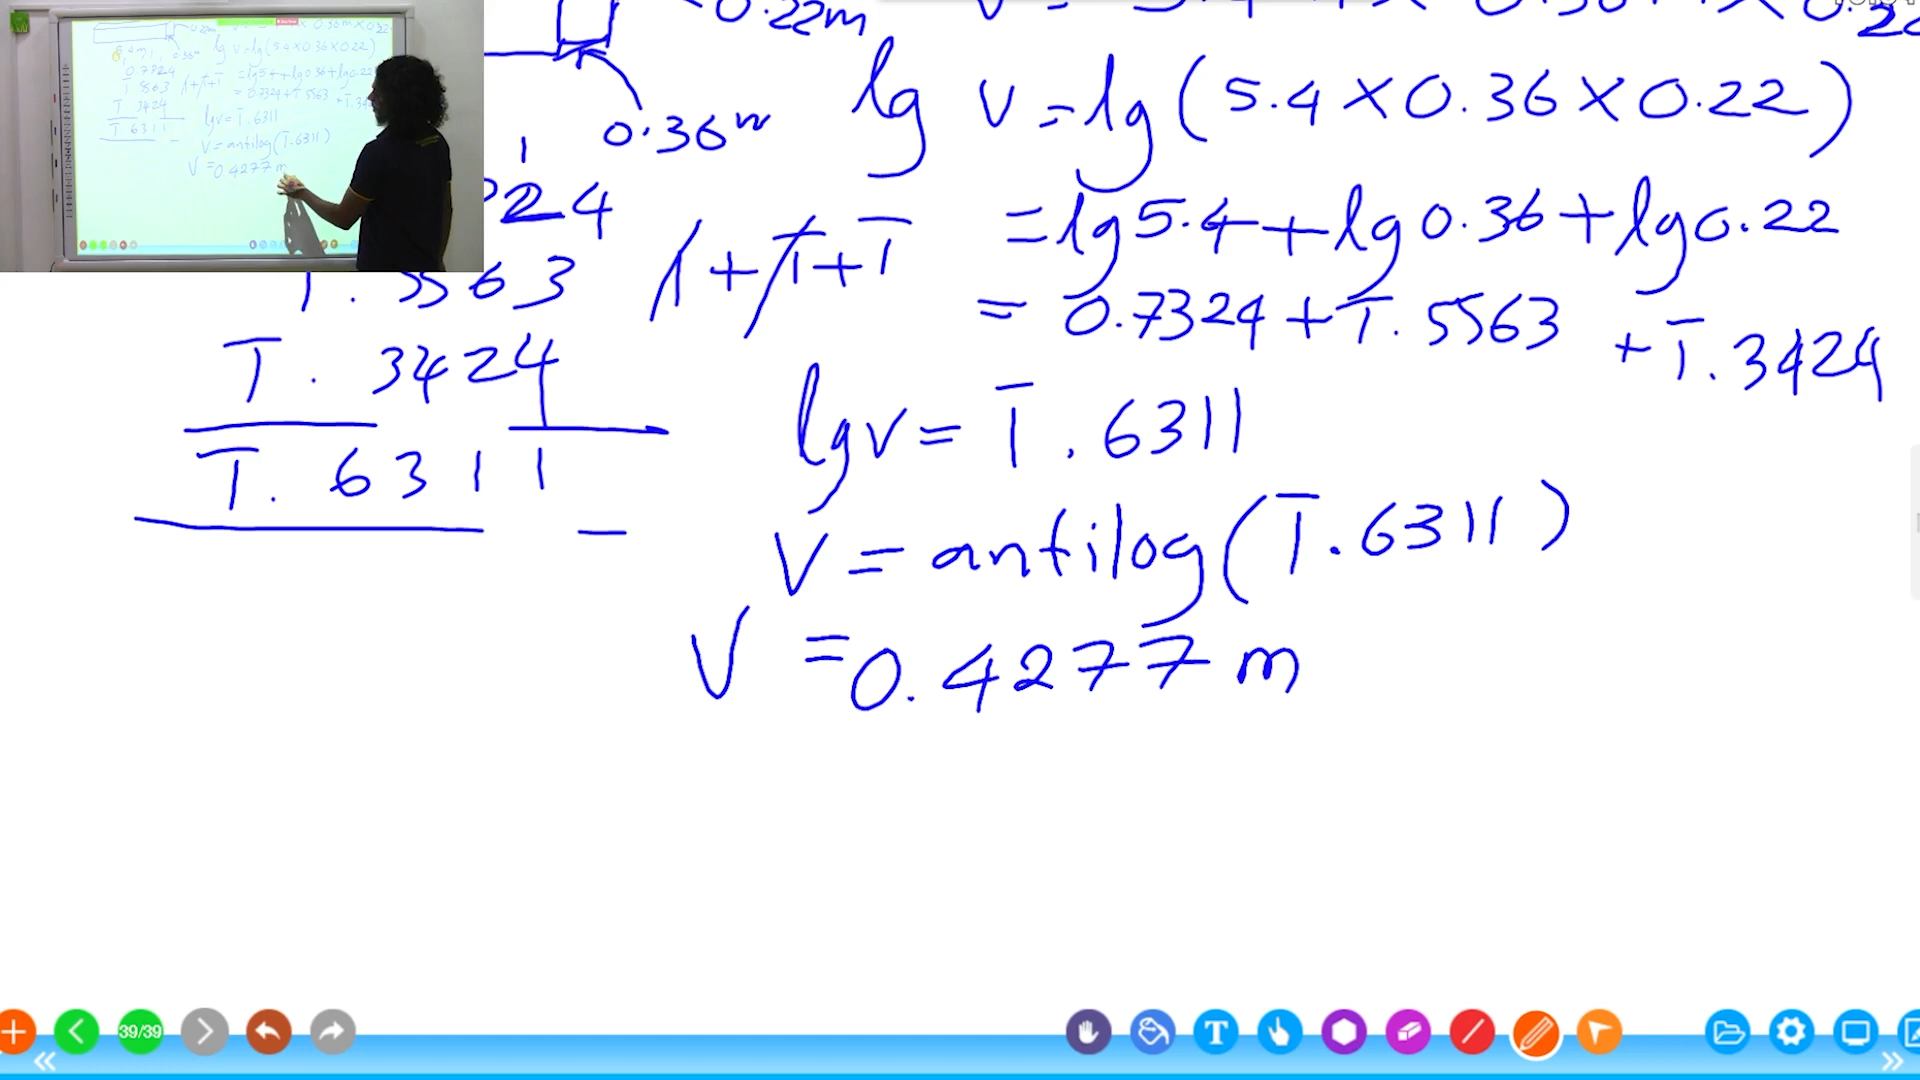 0.22m
0.36m
lg v = lg (5.4 × 0.36 × 0.22)
1
24
1̄ + 1̄ + 1̄
= lg 5.4 + lg 0.36 + lg 0.22
1̄. 5563
= 0.7324 + 1̄. 5563 + 1̄. 3424
1̄. 3424
lg v = 1̄. 6311
1̄. 6311
v = antilog (1̄. 6311)
V = 0.4277 m
39/39